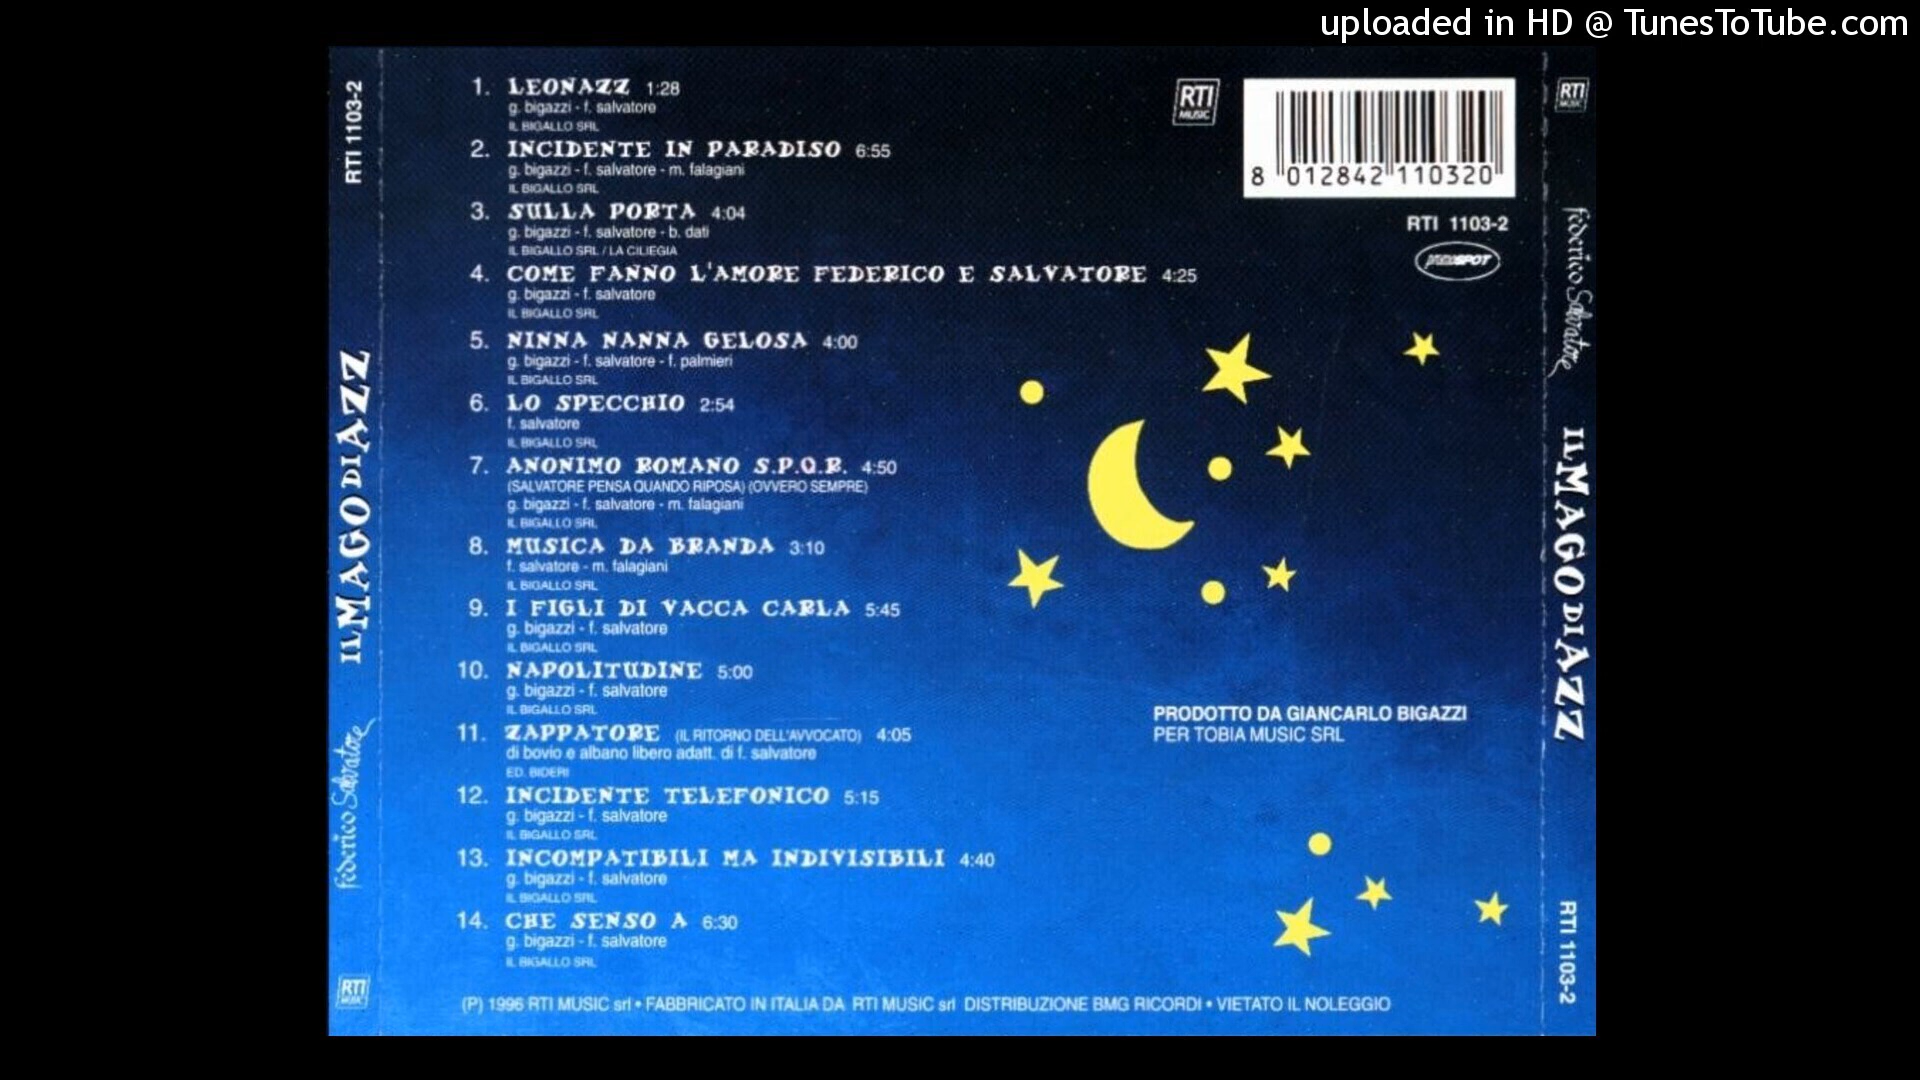 uploaded in HD @ TunesToTube.com
RTI 1103-2
IL MAGO DI AZZ
federico Salvatore
RTI MUSIC
1. LEONAZZ 1:28
g. bigazzi - f. salvatore
IL BIGALLO SRL
2. INCIDENTE IN PARADISO 6:55
g. bigazzi - f. salvatore - m. falagiani
IL BIGALLO SRL
3. SULLA PORTA 4:04
g. bigazzi - f. salvatore - b. dati
IL BIGALLO SRL / LA CILIEGIA
4. COME FANNO L'AMORE FEDERICO E SALVATORE 4:25
g. bigazzi - f. salvatore
IL BIGALLO SRL
5. NINNA NANNA GELOSA 4:00
g. bigazzi - f. salvatore - f. palmieri
IL BIGALLO SRL
6. LO SPECCHIO 2:54
f. salvatore
IL BIGALLO SRL
7. ANONIMO ROMANO S.P.Q.R. 4:50
(SALVATORE PENSA QUANDO RIPOSA) (OVVERO SEMPRE)
g. bigazzi - f. salvatore - m. falagiani
IL BIGALLO SRL
8. MUSICA DA BRANDA 3:10
f. salvatore - m. falagiani
IL BIGALLO SRL
9. I FIGLI DI VACCA CARLA 5:45
g. bigazzi - f. salvatore
IL BIGALLO SRL
10. NAPOLITUDINE 5:00
g. bigazzi - f. salvatore
IL BIGALLO SRL
11. ZAPPATORE (IL RITORNO DELL'AVVOCATO) 4:05
di bovio e albano libero adatt. di f. salvatore
ED. BIDERI
12. INCIDENTE TELEFONICO 5:15
g. bigazzi - f. salvatore
IL BIGALLO SRL
13. INCOMPATIBILI MA INDIVISIBILI 4:40
g. bigazzi - f. salvatore
IL BIGALLO SRL
14. CHE SENSO A 6:30
g. bigazzi - f. salvatore
IL BIGALLO SRL
RTI MUSIC
8 012842 110320
RTI 1103-2
PRODOTTO DA GIANCARLO BIGAZZI
PER TOBIA MUSIC SRL
(P) 1996 RTI MUSIC srl • FABBRICATO IN ITALIA DA RTI MUSIC srl DISTRIBUZIONE BMG RICORDI • VIETATO IL NOLEGGIO
RTI MUSIC
federico Salvatore
IL MAGO DI AZZ
RTI 1103-2